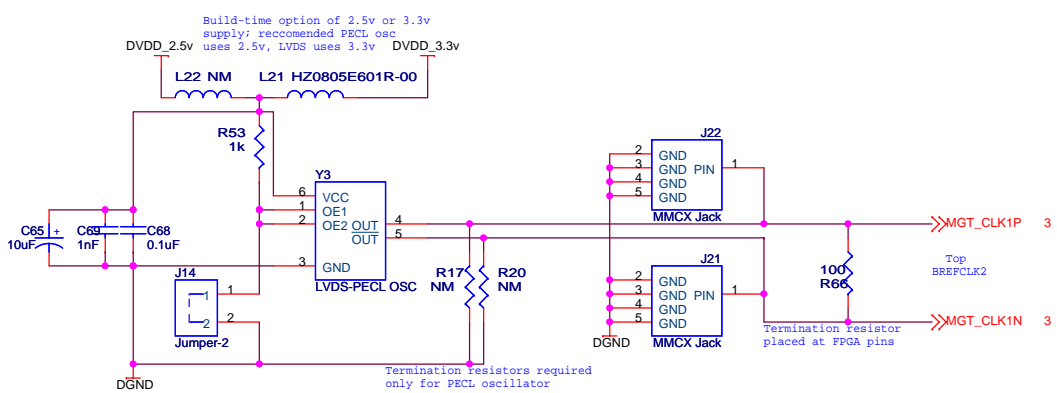 Build-time option of 2.5v or 3.3v
supply; reccomended PECL osc
uses 2.5v, LVDS uses 3.3v
DVDD_2.5v
DVDD_3.3v
L22 NM
L21 HZ0805E601R-00
R53
1k
Y3
6 VCC
1 OE1
2 OE2
OUT 4
OUT 5
3 GND
LVDS-PECL OSC
C65
10uF
+
C69
1nF
C68
0.1uF
J14
1 1
2 2
Jumper-2
DGND
R17
NM
R20
NM
Termination resistors required
only for PECL oscillator
J22
2 GND
3 GND PIN 1
4 GND
5 GND
MMCX Jack
J21
2 GND
3 GND PIN 1
4 GND
5 GND
MMCX Jack
DGND
MGT_CLK1P 3
Top
BREFCLK2
100
R66
MGT_CLK1N 3
Termination resistor
placed at FPGA pins